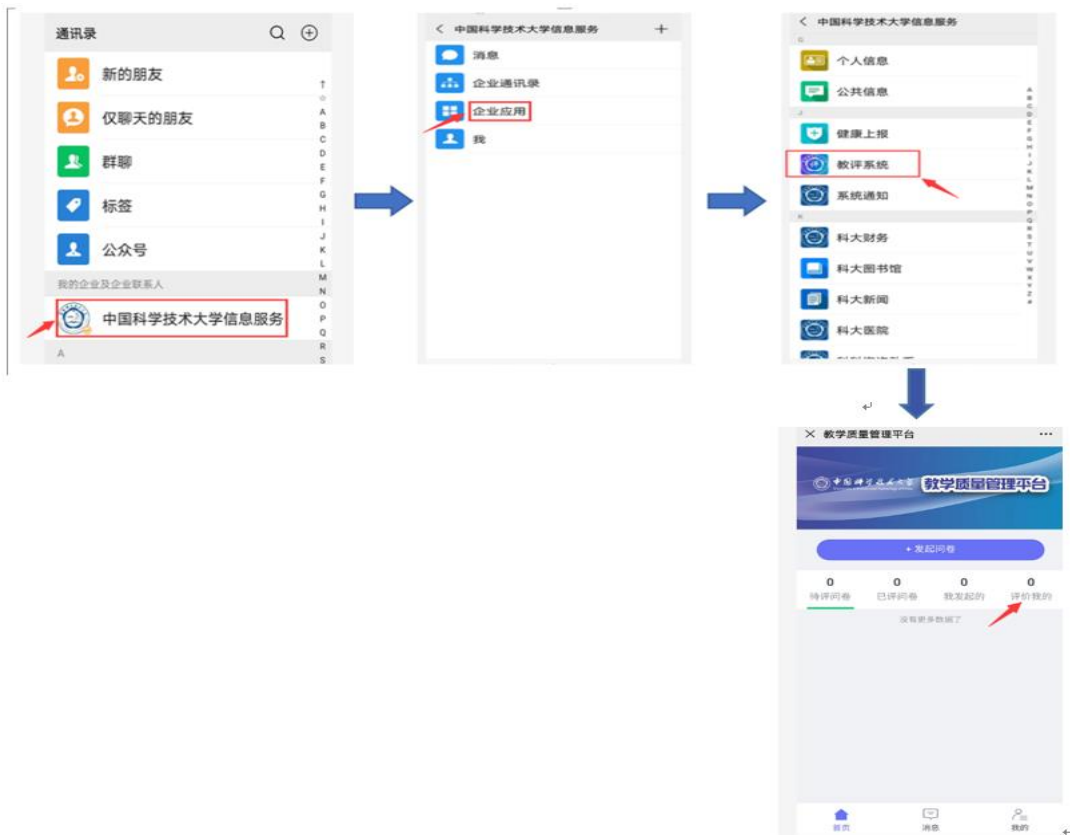 通讯录
新的朋友
仅聊天的朋友
群聊
标签
公众号
我的企业及企业联系人
中国科学技术大学信息服务
A
↑
☆
A
B
C
D
E
F
G
H
I
J
K
L
M
N
O
P
Q
R
S
中国科学技术大学信息服务
消息
企业通讯录
企业应用
我
中国科学技术大学信息服务
G
个人信息
公共信息
J
健康上报
教评系统
系统通知
K
科大财务
科大图书馆
科大新闻
科大医院
A
B
C
D
E
F
G
H
I
J
K
L
M
N
O
P
Q
R
S
T
U
V
W
X
Y
Z
#
教学质量管理平台
中国科学技术大学 教学质量管理平台
+ 发起问卷
0 0 0 0
待评问卷 已评问卷 我发起的 评价我的
没有更多数据了
首页 消息 我的